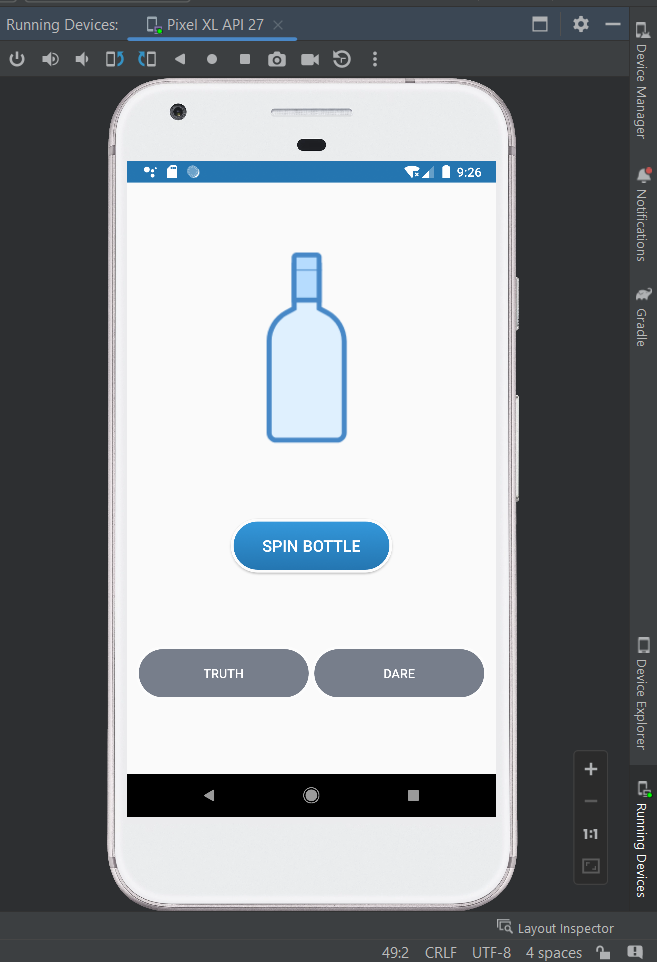 Running Devices:
Pixel XL API 27
9:26
SPIN BOTTLE
TRUTH
DARE
Device Manager
Notifications
Gradle
Device Explorer
Running Devices
1:1
Layout Inspector
49:2 CRLF UTF-8 4 spaces